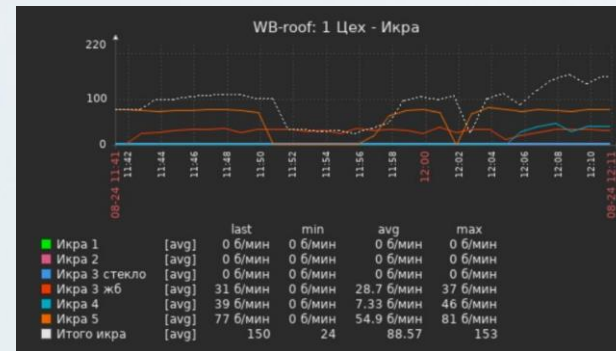 WB-roof: 1 Цех - Икра
220
100
0
08-24 11:41
11:42
11:44
11:46
11:48
11:50
11:52
11:54
11:56
11:58
12:00
12:02
12:04
12:06
12:08
12:10
08-24 12:11
last min avg max
Икра 1 [avg] 0 б/мин 0 б/мин 0 б/мин 0 б/мин
Икра 2 [avg] 0 б/мин 0 б/мин 0 б/мин 0 б/мин
Икра 3 стекло [avg] 0 б/мин 0 б/мин 0 б/мин 0 б/мин
Икра 3 жб [avg] 31 б/мин 0 б/мин 28.7 б/мин 37 б/мин
Икра 4 [avg] 39 б/мин 0 б/мин 7.33 б/мин 46 б/мин
Икра 5 [avg] 77 б/мин 0 б/мин 54.9 б/мин 81 б/мин
Итого икра [avg] 150 24 88.57 153